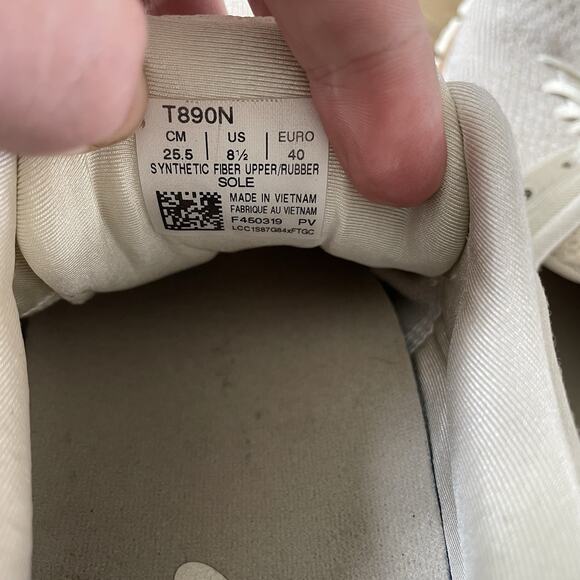 T890N
CM | US | EURO
25.5 | 8½ | 40
SYNTHETIC FIBER UPPER/RUBBER
SOLE
MADE IN VIETNAM
FABRIQUE AU VIETNAM
F450319 PV
LCC1S87G84xFTGC